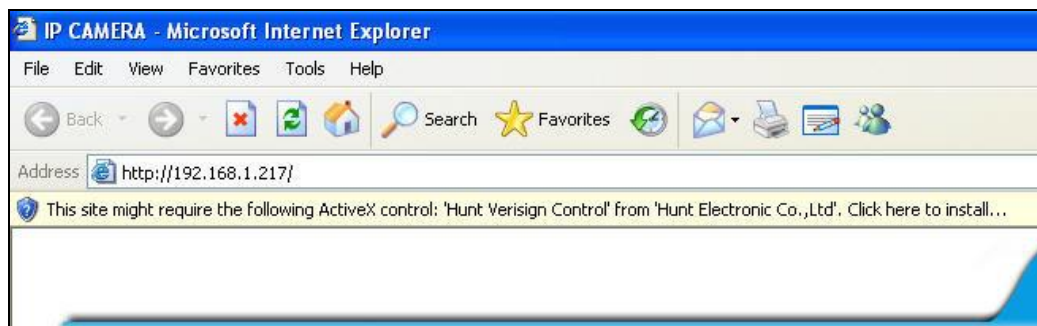 IP CAMERA - Microsoft Internet Explorer
File Edit View Favorites Tools Help
Back Search Favorites
Address http://192.168.1.217/
This site might require the following ActiveX control: 'Hunt Verisign Control' from 'Hunt Electronic Co.,Ltd'. Click here to install...